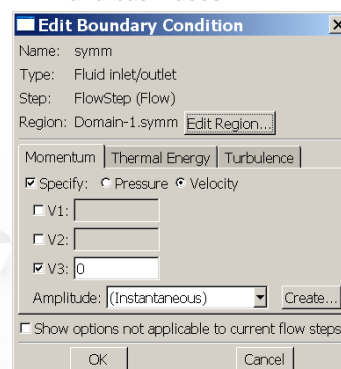 Edit Boundary Condition
Name: symm
Type: Fluid inlet/outlet
Step: FlowStep (Flow)
Region: Domain-1.symm Edit Region...
Momentum Thermal Energy Turbulence
Specify: Pressure Velocity
V1:
V2:
V3: 0
Amplitude: (Instantaneous) Create...
Show options not applicable to current flow steps
OK Cancel